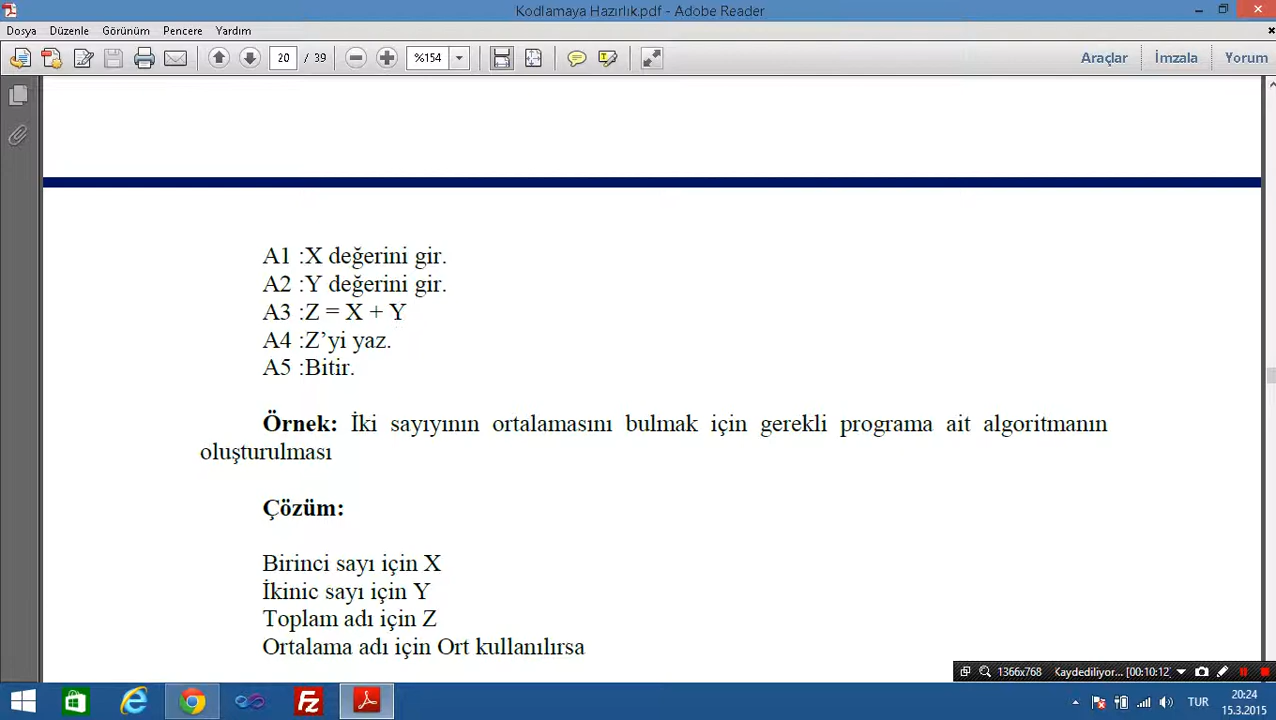 Kodlamaya Hazırlık.pdf - Adobe Reader
Dosya Düzenle Görünüm Pencere Yardım
20 / 39 %154 Araçlar İmzala Yorum
A1 :X değerini gir.
A2 :Y değerini gir.
A3 :Z = X + Y
A4 :Z’yi yaz.
A5 :Bitir.
Örnek: İki sayıyının ortalamasını bulmak için gerekli programa ait algoritmanın
oluşturulması
Çözüm:
Birinci sayı için X
İkinic sayı için Y
Toplam adı için Z
Ortalama adı için Ort kullanılırsa
1366x768 Kaydediliyor... [00:10:12]
TUR 20:24
15.3.2015